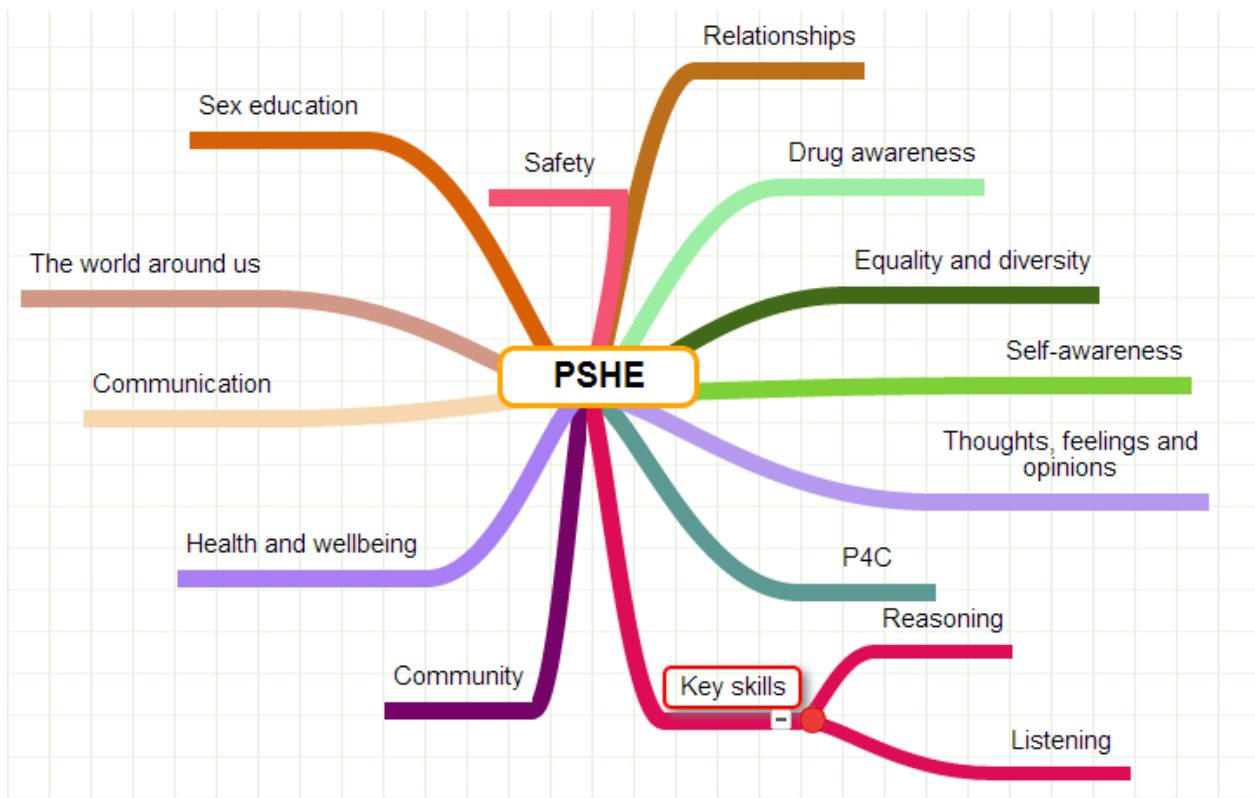 Relationships
Sex education
Safety
Drug awareness
The world around us
Equality and diversity
PSHE
Self-awareness
Communication
Thoughts, feelings and
opinions
Health and wellbeing
P4C
Reasoning
Community
Key skills
Listening